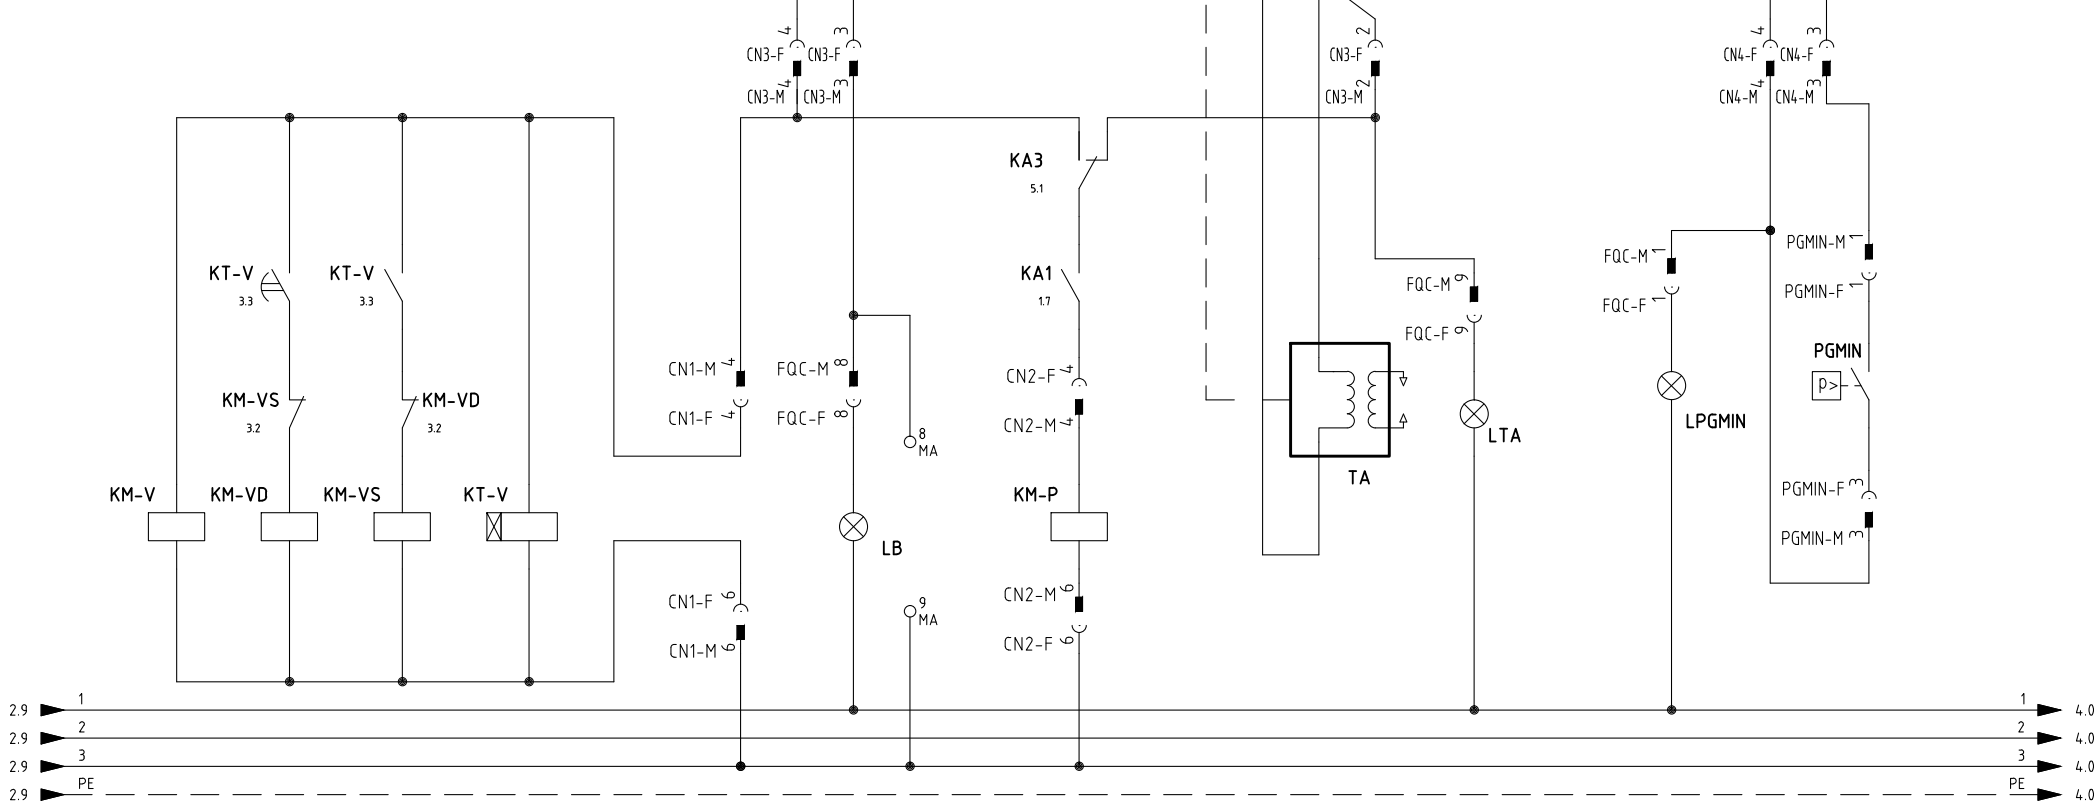 4 3 2 4 3
CN3-F CN3-F CN3-F CN4-F CN4-F
CN3-M 4 CN3-M 3 CN3-M 2 CN4-M 4 CN4-M 3
KA3
5.1
PGMIN-M 1
FQC-M 1
KT-V KT-V KA1 FQC-M 9 PGMIN-F 1
3.3 3.3 1.7 FQC-F 1
FQC-F 9
PGMIN
CN1-M 4 FQC-M 8 CN2-F 4 P>
KM-VS KM-VD
CN1-F 4 FQC-F 8 CN2-M 4 LPGMIN
3.2 3.2 8 LTA
MA
TA
KM-V KM-VD KM-VS KT-V KM-P PGMIN-F 3
LB PGMIN-M 3
CN1-F 6 9 CN2-M 6
MA
CN1-M 6 CN2-F 6
2.9 1 1 4.0
2.9 2 2 4.0
2.9 3 3 4.0
2.9 PE PE 4.0